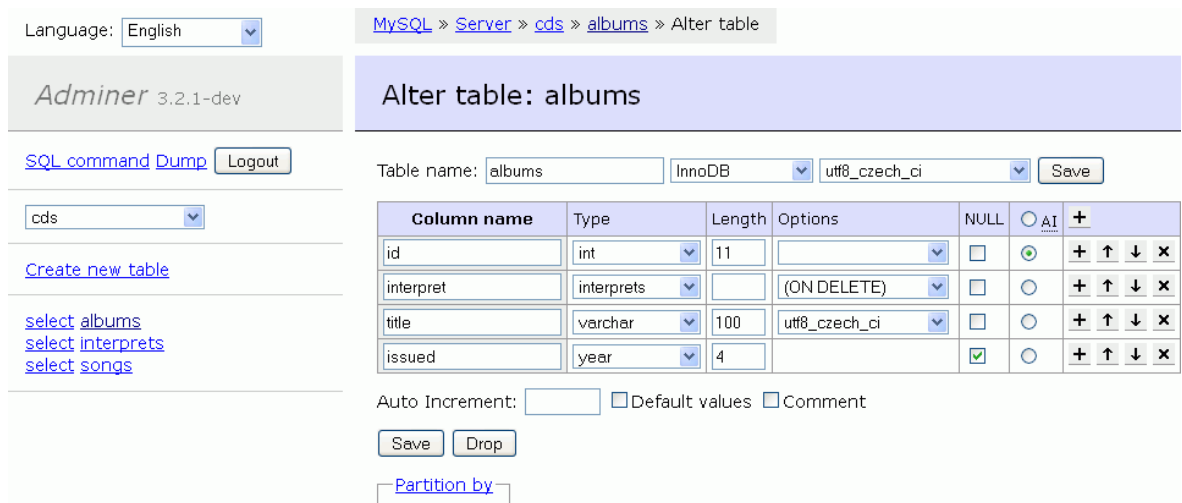 Language: English
MySQL » Server » cds » albums » Alter table
Adminer 3.2.1-dev
Alter table: albums
SQL command Dump Logout
cds
Create new table
select albums
select interprets
select songs
Table name: albums InnoDB utf8_czech_ci Save
Column name Type Length Options NULL AI +
id int 11 + ↑ ↓ ×
interpret interprets (ON DELETE) + ↑ ↓ ×
title varchar 100 utf8_czech_ci + ↑ ↓ ×
issued year 4 + ↑ ↓ ×
Auto Increment: Default values Comment
Save Drop
Partition by